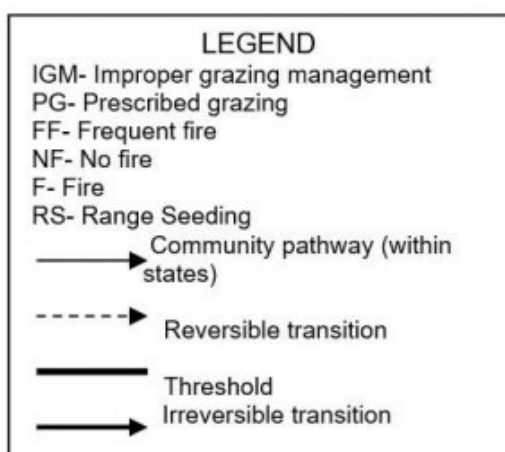 LEGEND
IGM- Improper grazing management
PG- Prescribed grazing
FF- Frequent fire
NF- No fire
F- Fire
RS- Range Seeding
Community pathway (within
states)
Reversible transition
Threshold
Irreversible transition